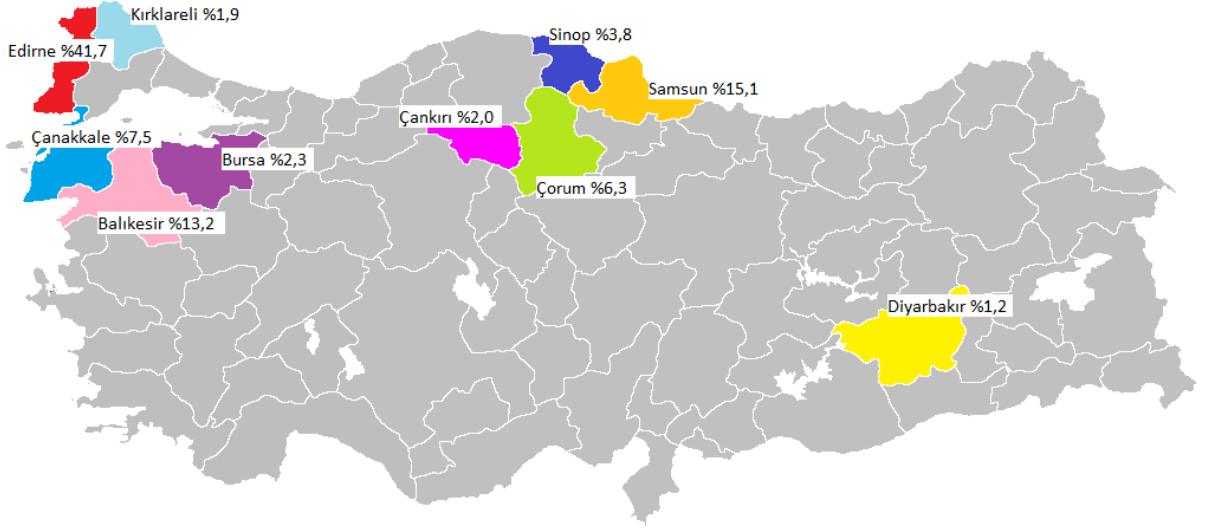 Kırklareli %1,9
Edirne %41,7
Sinop %3,8
Samsun %15,1
Çankırı %2,0
Çanakkale %7,5
Bursa %2,3
Çorum %6,3
Balıkesir %13,2
Diyarbakır %1,2